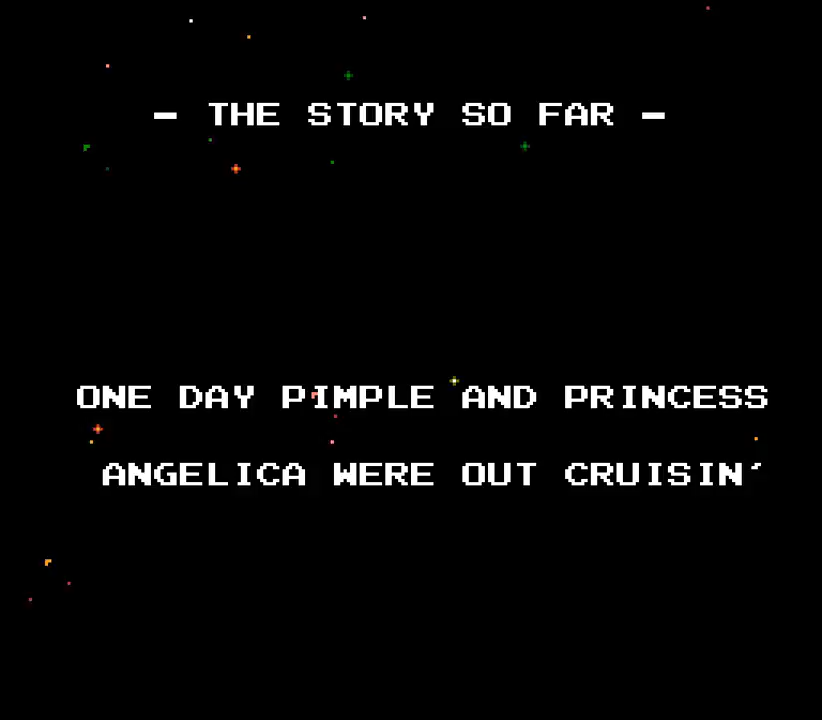 - THE STORY SO FAR -
ONE DAY PIMPLE AND PRINCESS
ANGELICA WERE OUT CRUISIN'